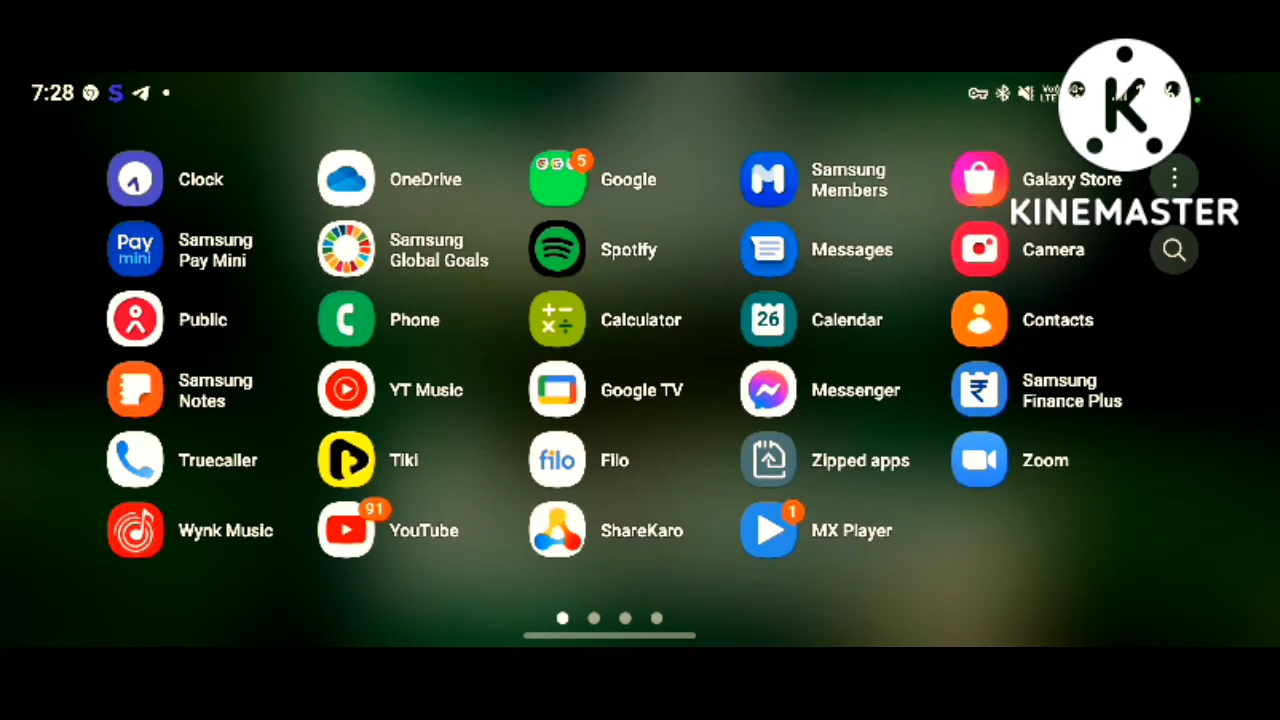 7:28
KINEMASTER
Clock
OneDrive
5
Google
Samsung
Members
Galaxy Store
Pay
mini
Samsung
Pay Mini
Samsung
Global Goals
Spotify
Messages
Camera
Public
Phone
Calculator
26
Calendar
Contacts
Samsung
Notes
YT Music
Google TV
Messenger
Samsung
Finance Plus
Truecaller
Tiki
filo
Filo
Zipped apps
Zoom
Wynk Music
91
YouTube
ShareKaro
1
MX Player